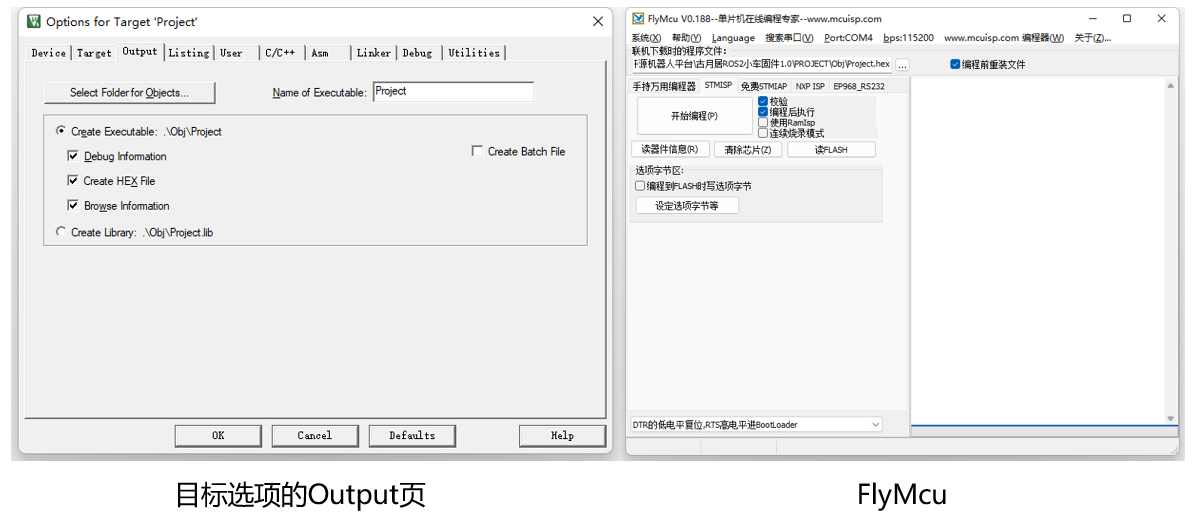 Options for Target 'Project'
Device Target Output Listing User C/C++ Asm Linker Debug Utilities
Select Folder for Objects... Name of Executable: Project
Create Executable: .\Obj\Project
Debug Information Create Batch File
Create HEX File
Browse Information
Create Library: .\Obj\Project.lib
OK Cancel Defaults Help
目标选项的Output页
FlyMcu V0.188--单片机在线编程专家--www.mcuisp.com
系统(X) 帮助(Y) Language 搜索串口(V) Port:COM4 bps:115200 www.mcuisp.com 编程器(W) 关于(Z)...
联机下载时的程序文件:
源机器人平台\古月居ROS2小车固件1.0\PROJECT\Obj\Project.hex ... 编程前重装文件
手持万用编程器 STMISP 免费STMIAP NXP ISP EP968_RS232
开始编程(P)
校验
编程后执行
使用RamIsp
连续烧录模式
读器件信息(R) 清除芯片(Z) 读FLASH
选项字节区:
编程到FLASH时写选项字节
设定选项字节等
DTR的低电平复位,RTS高电平进BootLoader
FlyMcu